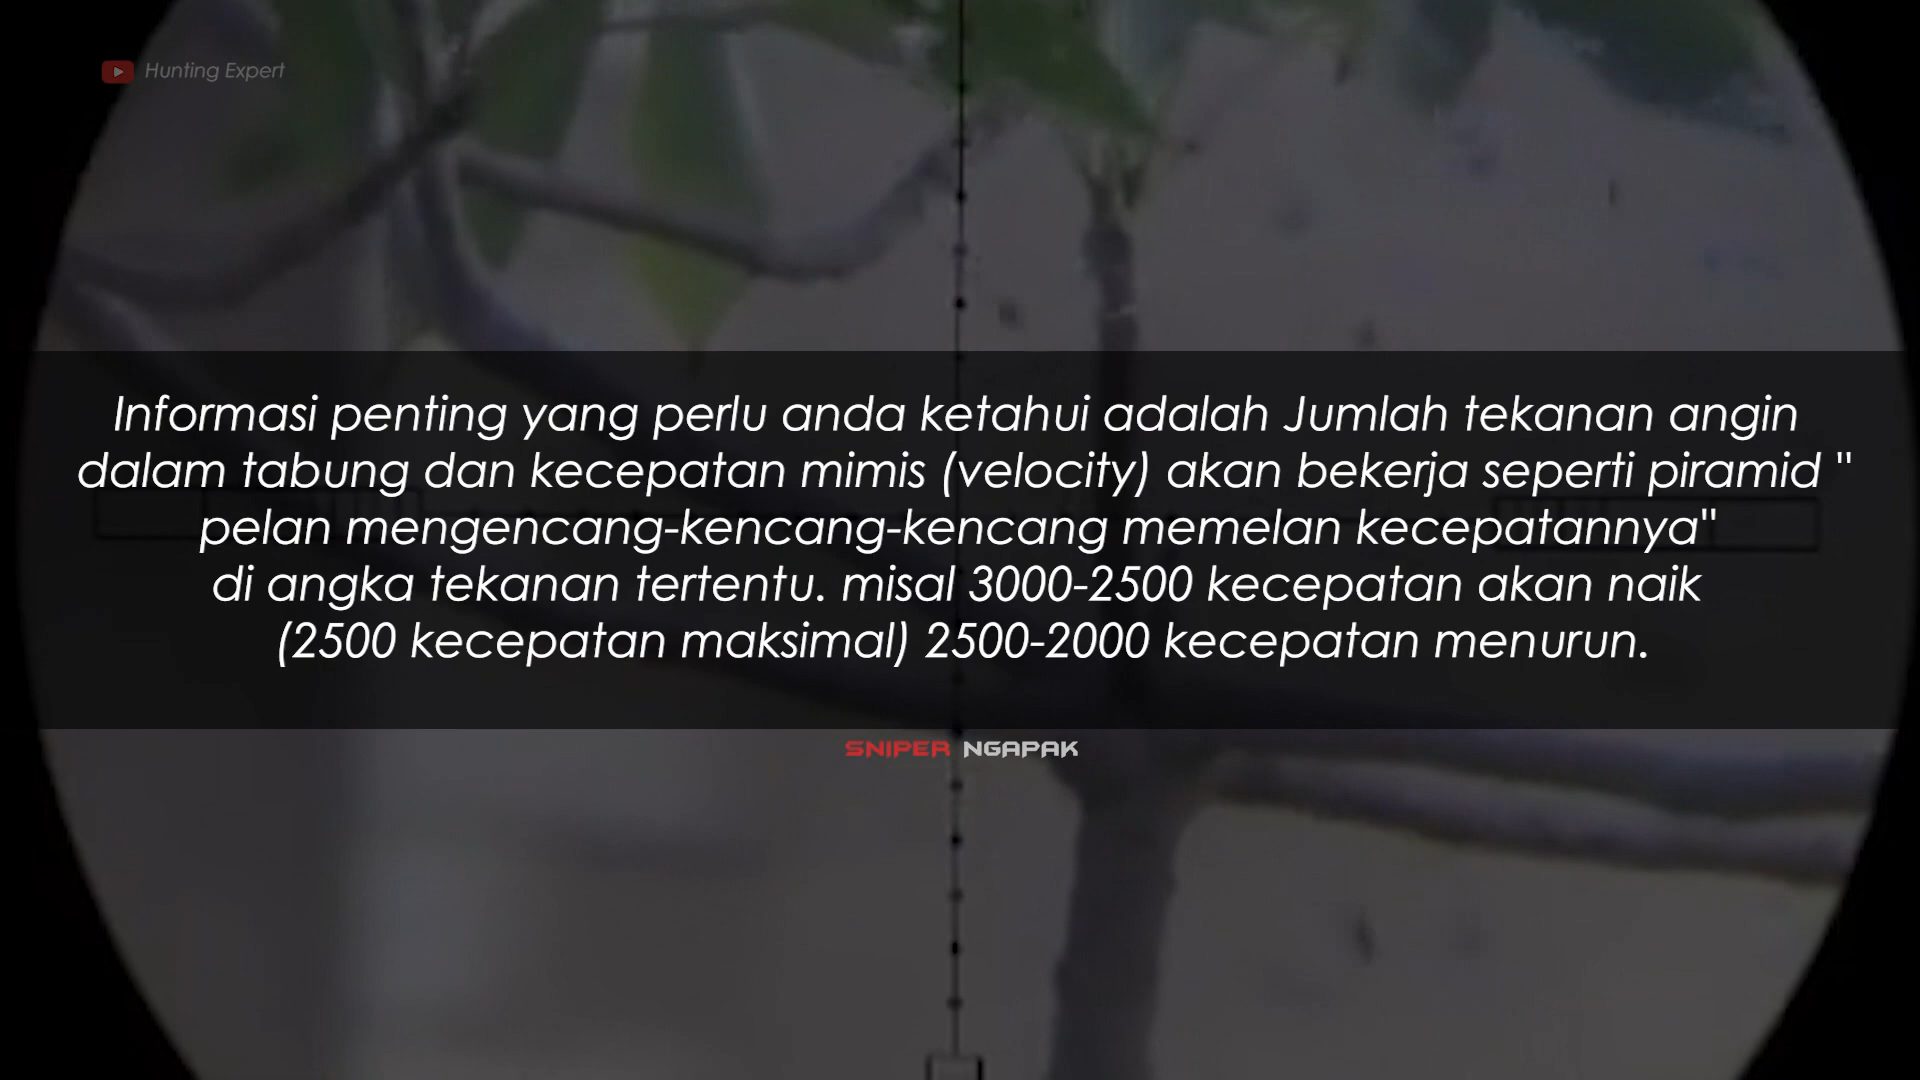 Hunting Expert
Informasi penting yang perlu anda ketahui adalah Jumlah tekanan angin
dalam tabung dan kecepatan mimis (velocity) akan bekerja seperti piramid "
pelan mengencang-kencang-kencang memelan kecepatannya"
di angka tekanan tertentu. misal 3000-2500 kecepatan akan naik
(2500 kecepatan maksimal) 2500-2000 kecepatan menurun.
SNIPER NGAPAK